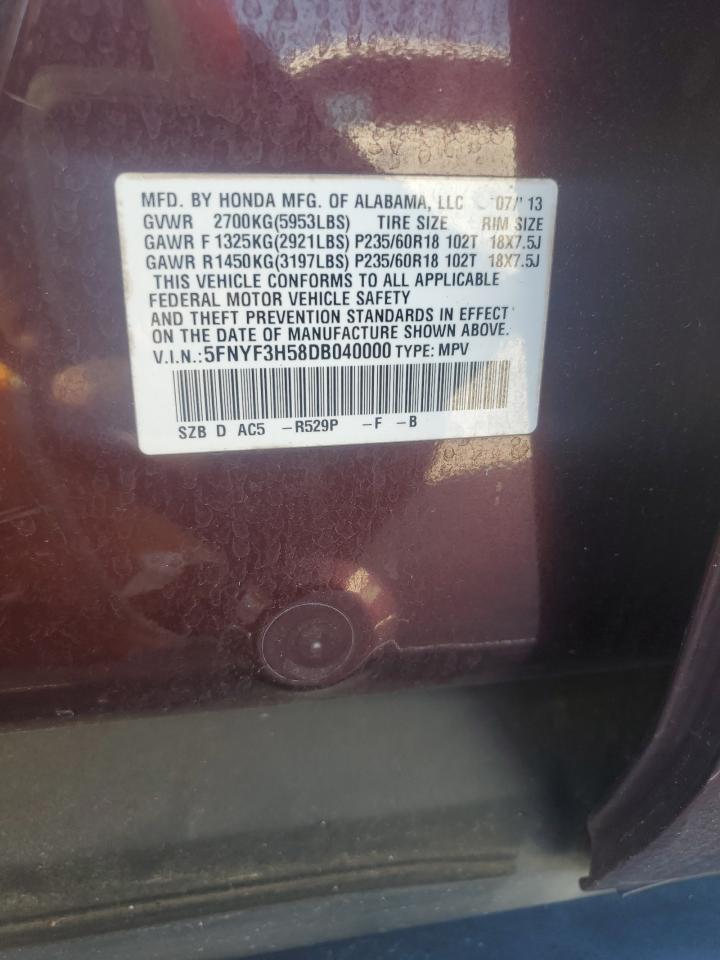 MFD. BY HONDA MFG. OF ALABAMA, LLC 07/'13
GVWR 2700KG(5953LBS) TIRE SIZE RIM SIZE
GAWR F 1325KG(2921LBS) P235/60R18 102T 18X7.5J
GAWR R1450KG(3197LBS) P235/60R18 102T 18X7.5J
THIS VEHICLE CONFORMS TO ALL APPLICABLE
FEDERAL MOTOR VEHICLE SAFETY
AND THEFT PREVENTION STANDARDS IN EFFECT
ON THE DATE OF MANUFACTURE SHOWN ABOVE.
V.I.N.:5FNYF3H58DB040000 TYPE: MPV
SZB D AC5 -R529P -F -B